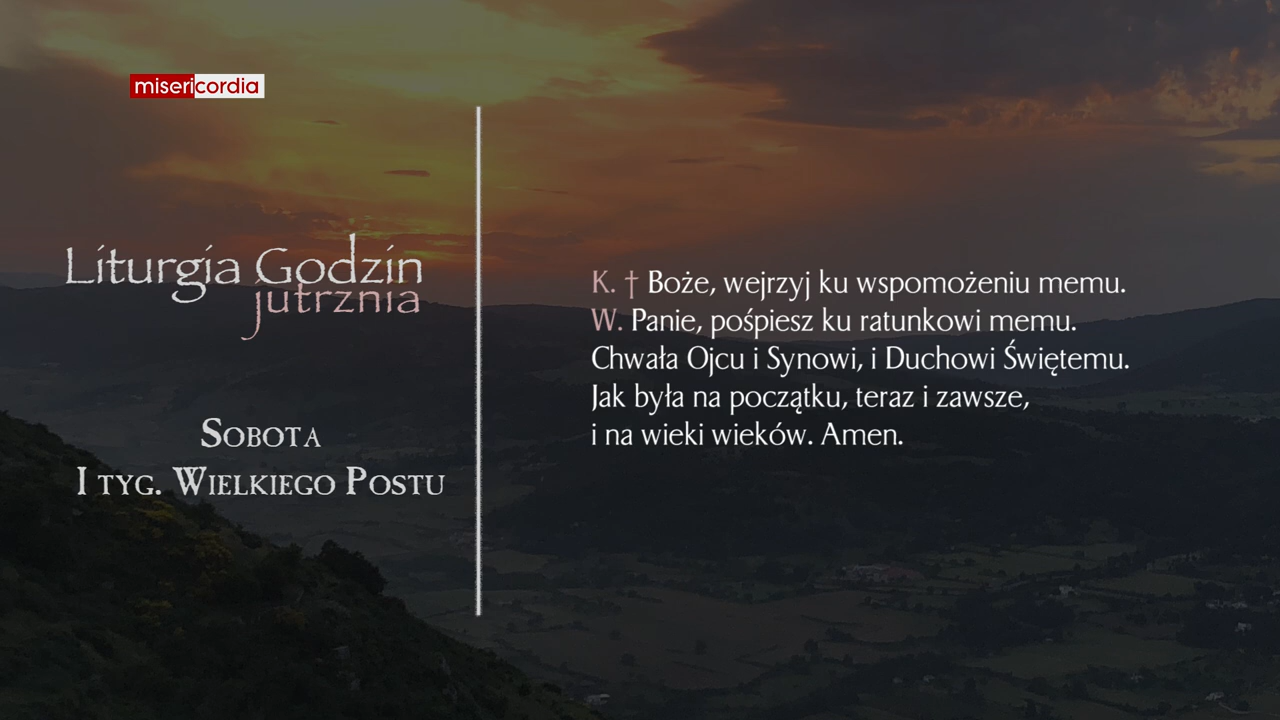 misericordia
Liturgia Godzin
jutrznia
Sobota
I tyg. Wielkiego Postu
K. † Boże, wejrzyj ku wspomożeniu memu.
W. Panie, pośpiesz ku ratunkowi memu.
Chwała Ojcu i Synowi, i Duchowi Świętemu.
Jak była na początku, teraz i zawsze,
i na wieki wieków. Amen.